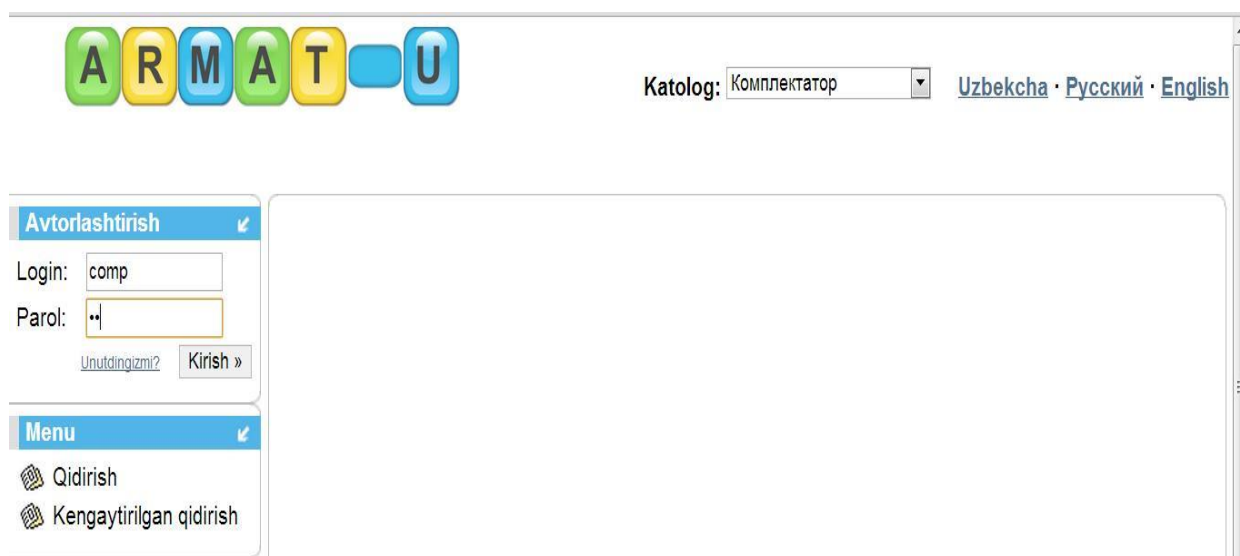 ARMAT-U
Katolog: Комплектатор Uzbekcha · Русский · English
Avtorlashtirish
Login: comp
Parol: ••
Unutdingizmi? Kirish »
Menu
Qidirish
Kengaytirilgan qidirish